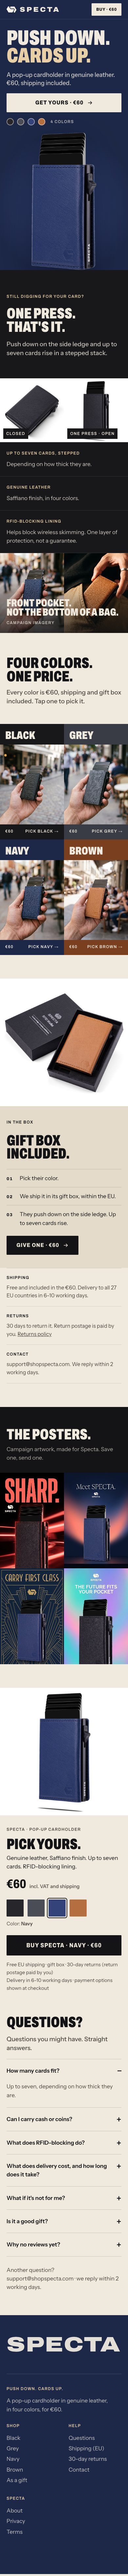 SPECTA
BUY · €60
PUSH DOWN.
CARDS UP.
A pop-up cardholder in genuine leather.
€60, shipping included.
GET YOURS · €60 →
4 COLORS
STILL DIGGING FOR YOUR CARD?
ONE PRESS.
THAT'S IT.
Push down on the side ledge and up to
seven cards rise in a stepped stack.
CLOSED
ONE PRESS · OPEN
UP TO SEVEN CARDS, STEPPED
Depending on how thick they are.
GENUINE LEATHER
Saffiano finish, in four colors.
RFID-BLOCKING LINING
Helps block wireless skimming. One layer of
protection, not a guarantee.
FRONT POCKET.
NOT THE BOTTOM OF A BAG.
CAMPAIGN IMAGERY
FOUR COLORS.
ONE PRICE.
Every color is €60, shipping and gift box
included. Tap one to pick it.
BLACK
GREY
€60
PICK BLACK →
€60
PICK GREY →
NAVY
BROWN
€60
PICK NAVY →
€60
PICK BROWN →
IN THE BOX
GIFT BOX
INCLUDED.
01 Pick their color.
02 We ship it in its gift box, within the EU.
03 They push down on the side ledge. Up
to seven cards rise.
GIVE ONE · €60 →
SHIPPING
Free and included in the €60. Delivery to all 27
EU countries in 6–10 working days.
RETURNS
30 days to return it. Return postage is paid by
you. Returns policy
CONTACT
support@shopspecta.com. We reply within 2
working days.
THE POSTERS.
Campaign artwork, made for Specta. Save
one, send one.
SHARP.
Meet SPECTA.
CARRY FIRST CLASS
THE FUTURE FITS
YOUR POCKET
SPECTA · POP-UP CARDHOLDER
PICK YOURS.
Genuine leather, Saffiano finish. Up to seven
cards. RFID-blocking lining.
€60 incl. VAT and shipping
Color: Navy
BUY SPECTA · NAVY · €60
Free EU shipping · gift box · 30-day returns (return
postage paid by you)
Delivery in 6–10 working days · payment options
shown at checkout
QUESTIONS?
Questions you might have. Straight
answers.
How many cards fit? –
Up to seven, depending on how thick they
are.
Can I carry cash or coins? +
What does RFID-blocking do? +
What does delivery cost, and how long
does it take? +
What if it's not for me? +
Is it a good gift? +
Why no reviews yet? +
Another question?
support@shopspecta.com · we reply within 2
working days.
SPECTA
PUSH DOWN. CARDS UP.
A pop-up cardholder in genuine leather,
in four colors, for €60.
SHOP
HELP
Black
Questions
Grey
Shipping (EU)
Navy
30-day returns
Brown
Contact
As a gift
SPECTA
About
Privacy
Terms